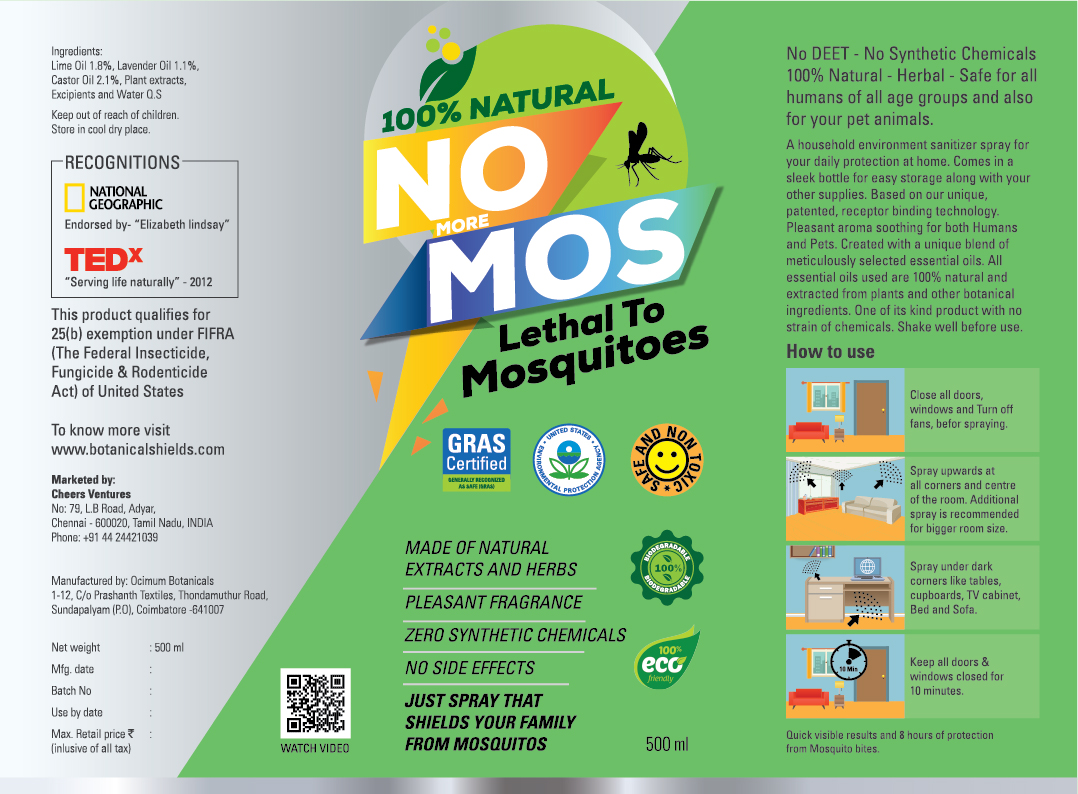 Ingredients:
Lime Oil 1.8%, Lavender Oil 1.1%,
Castor Oil 2.1%, Plant extracts,
Excipients and Water Q.S
Keep out of reach of children.
Store in cool dry place.
RECOGNITIONS
NATIONAL
GEOGRAPHIC
Endorsed by- “Elizabeth lindsay”
TEDx
“Serving life naturally” - 2012
This product qualifies for
25(b) exemption under FIFRA
(The Federal Insecticide,
Fungicide & Rodenticide
Act) of United States
To know more visit
www.botanicalshields.com
Marketed by:
Cheers Ventures
No: 79, L.B Road, Adyar,
Chennai - 600020, Tamil Nadu, INDIA
Phone: +91 44 24421039
Manufactured by: Ocimum Botanicals
1-12, C/o Prashanth Textiles, Thondamuthur Road,
Sundapalyam (P.O), Coimbatore -641007
Net weight : 500 ml
Mfg. date :
Batch No :
Use by date :
Max. Retail price ₹ :
(inlusive of all tax)
WATCH VIDEO
100% NATURAL
NO
MORE
MOS
Lethal To
Mosquitoes
GRAS
Certified
GENERALLY RECOGNIZED
AS SAFE (GRAS)
UNITED STATES
ENVIRONMENTAL PROTECTION AGENCY
SAFE AND NON TOXIC
MADE OF NATURAL
EXTRACTS AND HERBS
PLEASANT FRAGRANCE
ZERO SYNTHETIC CHEMICALS
NO SIDE EFFECTS
JUST SPRAY THAT
SHIELDS YOUR FAMILY
FROM MOSQUITOS
BIODEGRADABLE
100%
BIODEGRADABLE
100%
eco
friendly
500 ml
No DEET - No Synthetic Chemicals
100% Natural - Herbal - Safe for all
humans of all age groups and also
for your pet animals.
A household environment sanitizer spray for
your daily protection at home. Comes in a
sleek bottle for easy storage along with your
other supplies. Based on our unique,
patented, receptor binding technology.
Pleasant aroma soothing for both Humans
and Pets. Created with a unique blend of
meticulously selected essential oils. All
essential oils used are 100% natural and
extracted from plants and other botanical
ingredients. One of its kind product with no
strain of chemicals. Shake well before use.
How to use
Close all doors,
windows and Turn off
fans, befor spraying.
Spray upwards at
all corners and centre
of the room. Additional
spray is recommended
for bigger room size.
Spray under dark
corners like tables,
cupboards, TV cabinet,
Bed and Sofa.
10 Min
Keep all doors &
windows closed for
10 minutes.
Quick visible results and 8 hours of protection
from Mosquito bites.